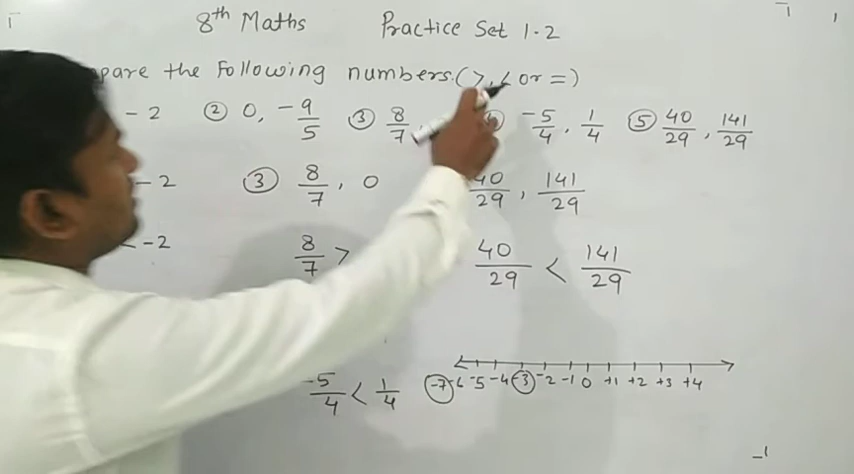 8th Maths Practice Set 1.2
the Following numbers (>, < or =)
-2 ② 0, -9/5 ③ 8/7, -5/4, 1/4 ⑤ 40/29, 141/29
-2 ③ 8/7, 0 40/29, 141/29
< -2 8/7 > 40/29 < 141/29
-5/4 < 1/4 -7 -6 -5 -4 -3 -2 -1 0 +1 +2 +3 +4